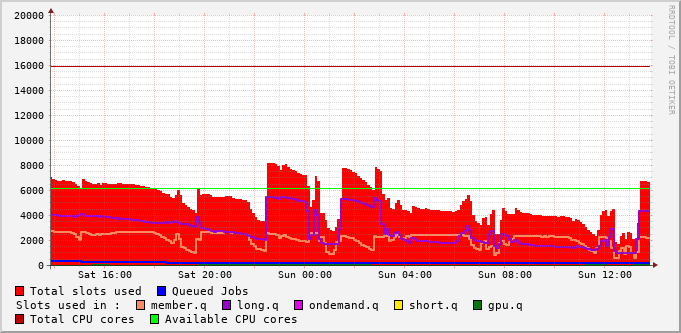 RRDTOOL / TOBI OETIKER
20000
18000
16000
14000
12000
10000
8000
6000
4000
2000
0
Sat 16:00 Sat 20:00 Sun 00:00 Sun 04:00 Sun 08:00 Sun 12:00
Total slots used Queued Jobs
Slots used in : member.q long.q ondemand.q short.q gpu.q
Total CPU cores Available CPU cores